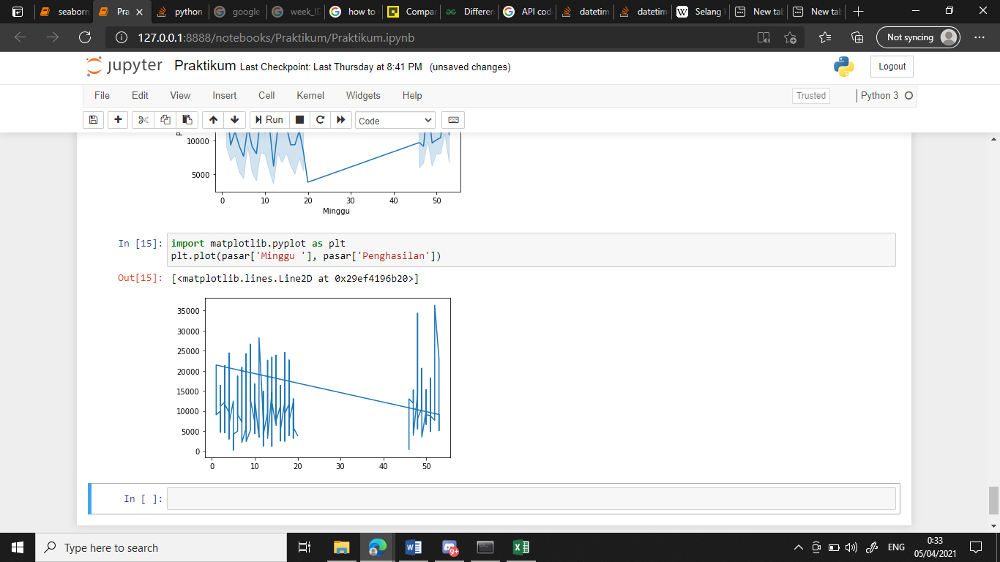 seaborn
Pra
python
google
week_ID
how to
Compar
Differen
API cod
datetim
datetim
Selang
New tab
New tab
127.0.0.1:8888/notebooks/Praktikum/Praktikum.ipynb
Not syncing
jupyter Praktikum Last Checkpoint: Last Thursday at 8:41 PM (unsaved changes)
Logout
File Edit View Insert Cell Kernel Widgets Help
Trusted
Python 3
Run
Code
10000
5000
0 10 20 30 40 50
Minggu
In [15]:
import matplotlib.pyplot as plt
plt.plot(pasar['Minggu '], pasar['Penghasilan'])
Out[15]:
[<matplotlib.lines.Line2D at 0x29ef4196b20>]
35000
30000
25000
20000
15000
10000
5000
0
0 10 20 30 40 50
In [ ]:
Type here to search
9+
ENG
0:33
05/04/2021